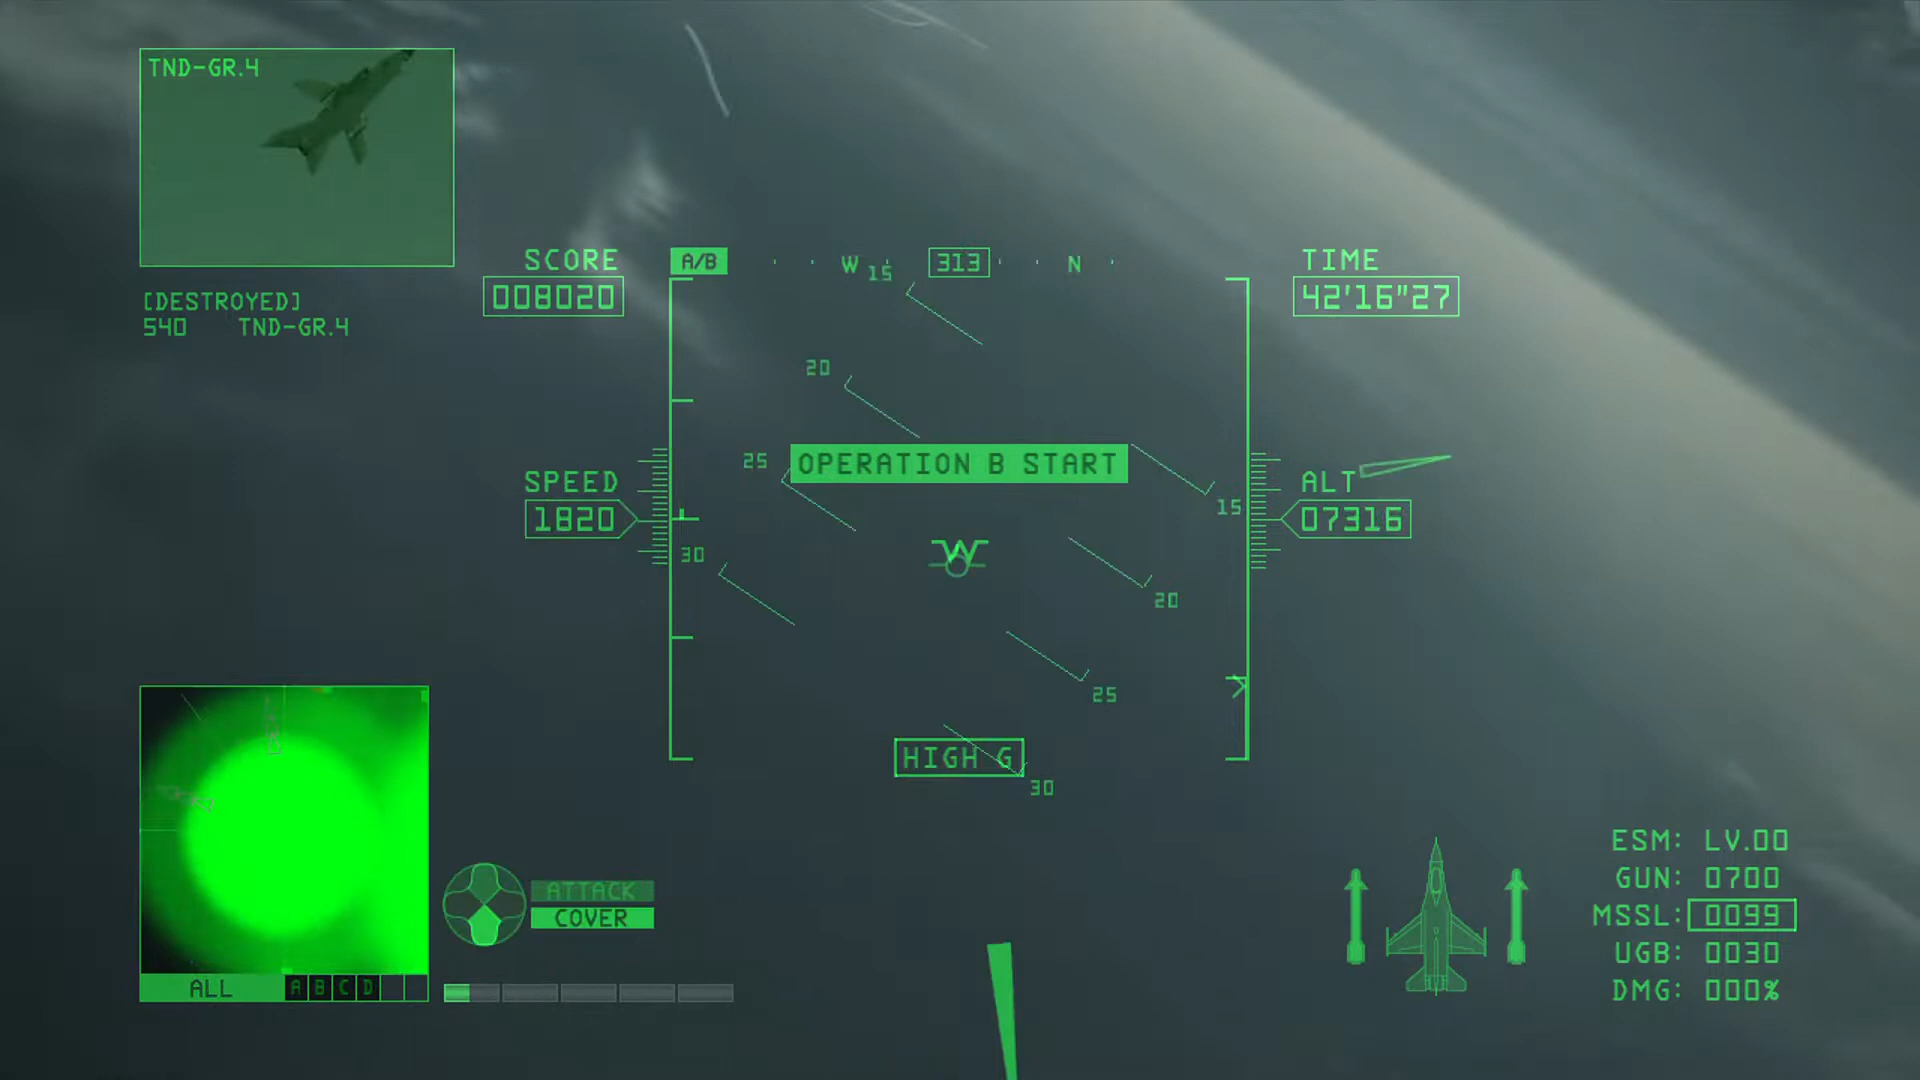 TND-GR.4
[DESTROYED]
540 TND-GR.4
SCORE
008020
A/B
W
313
N
TIME
42'16"27
15
20
25
30
OPERATION B START
15
20
25
30
SPEED
1820
ALT
07316
HIGH G
ATTACK
COVER
ALL A B C D
ESM: LV.00
GUN: 0700
MSSL: 0099
UGB: 0030
DMG: 000%